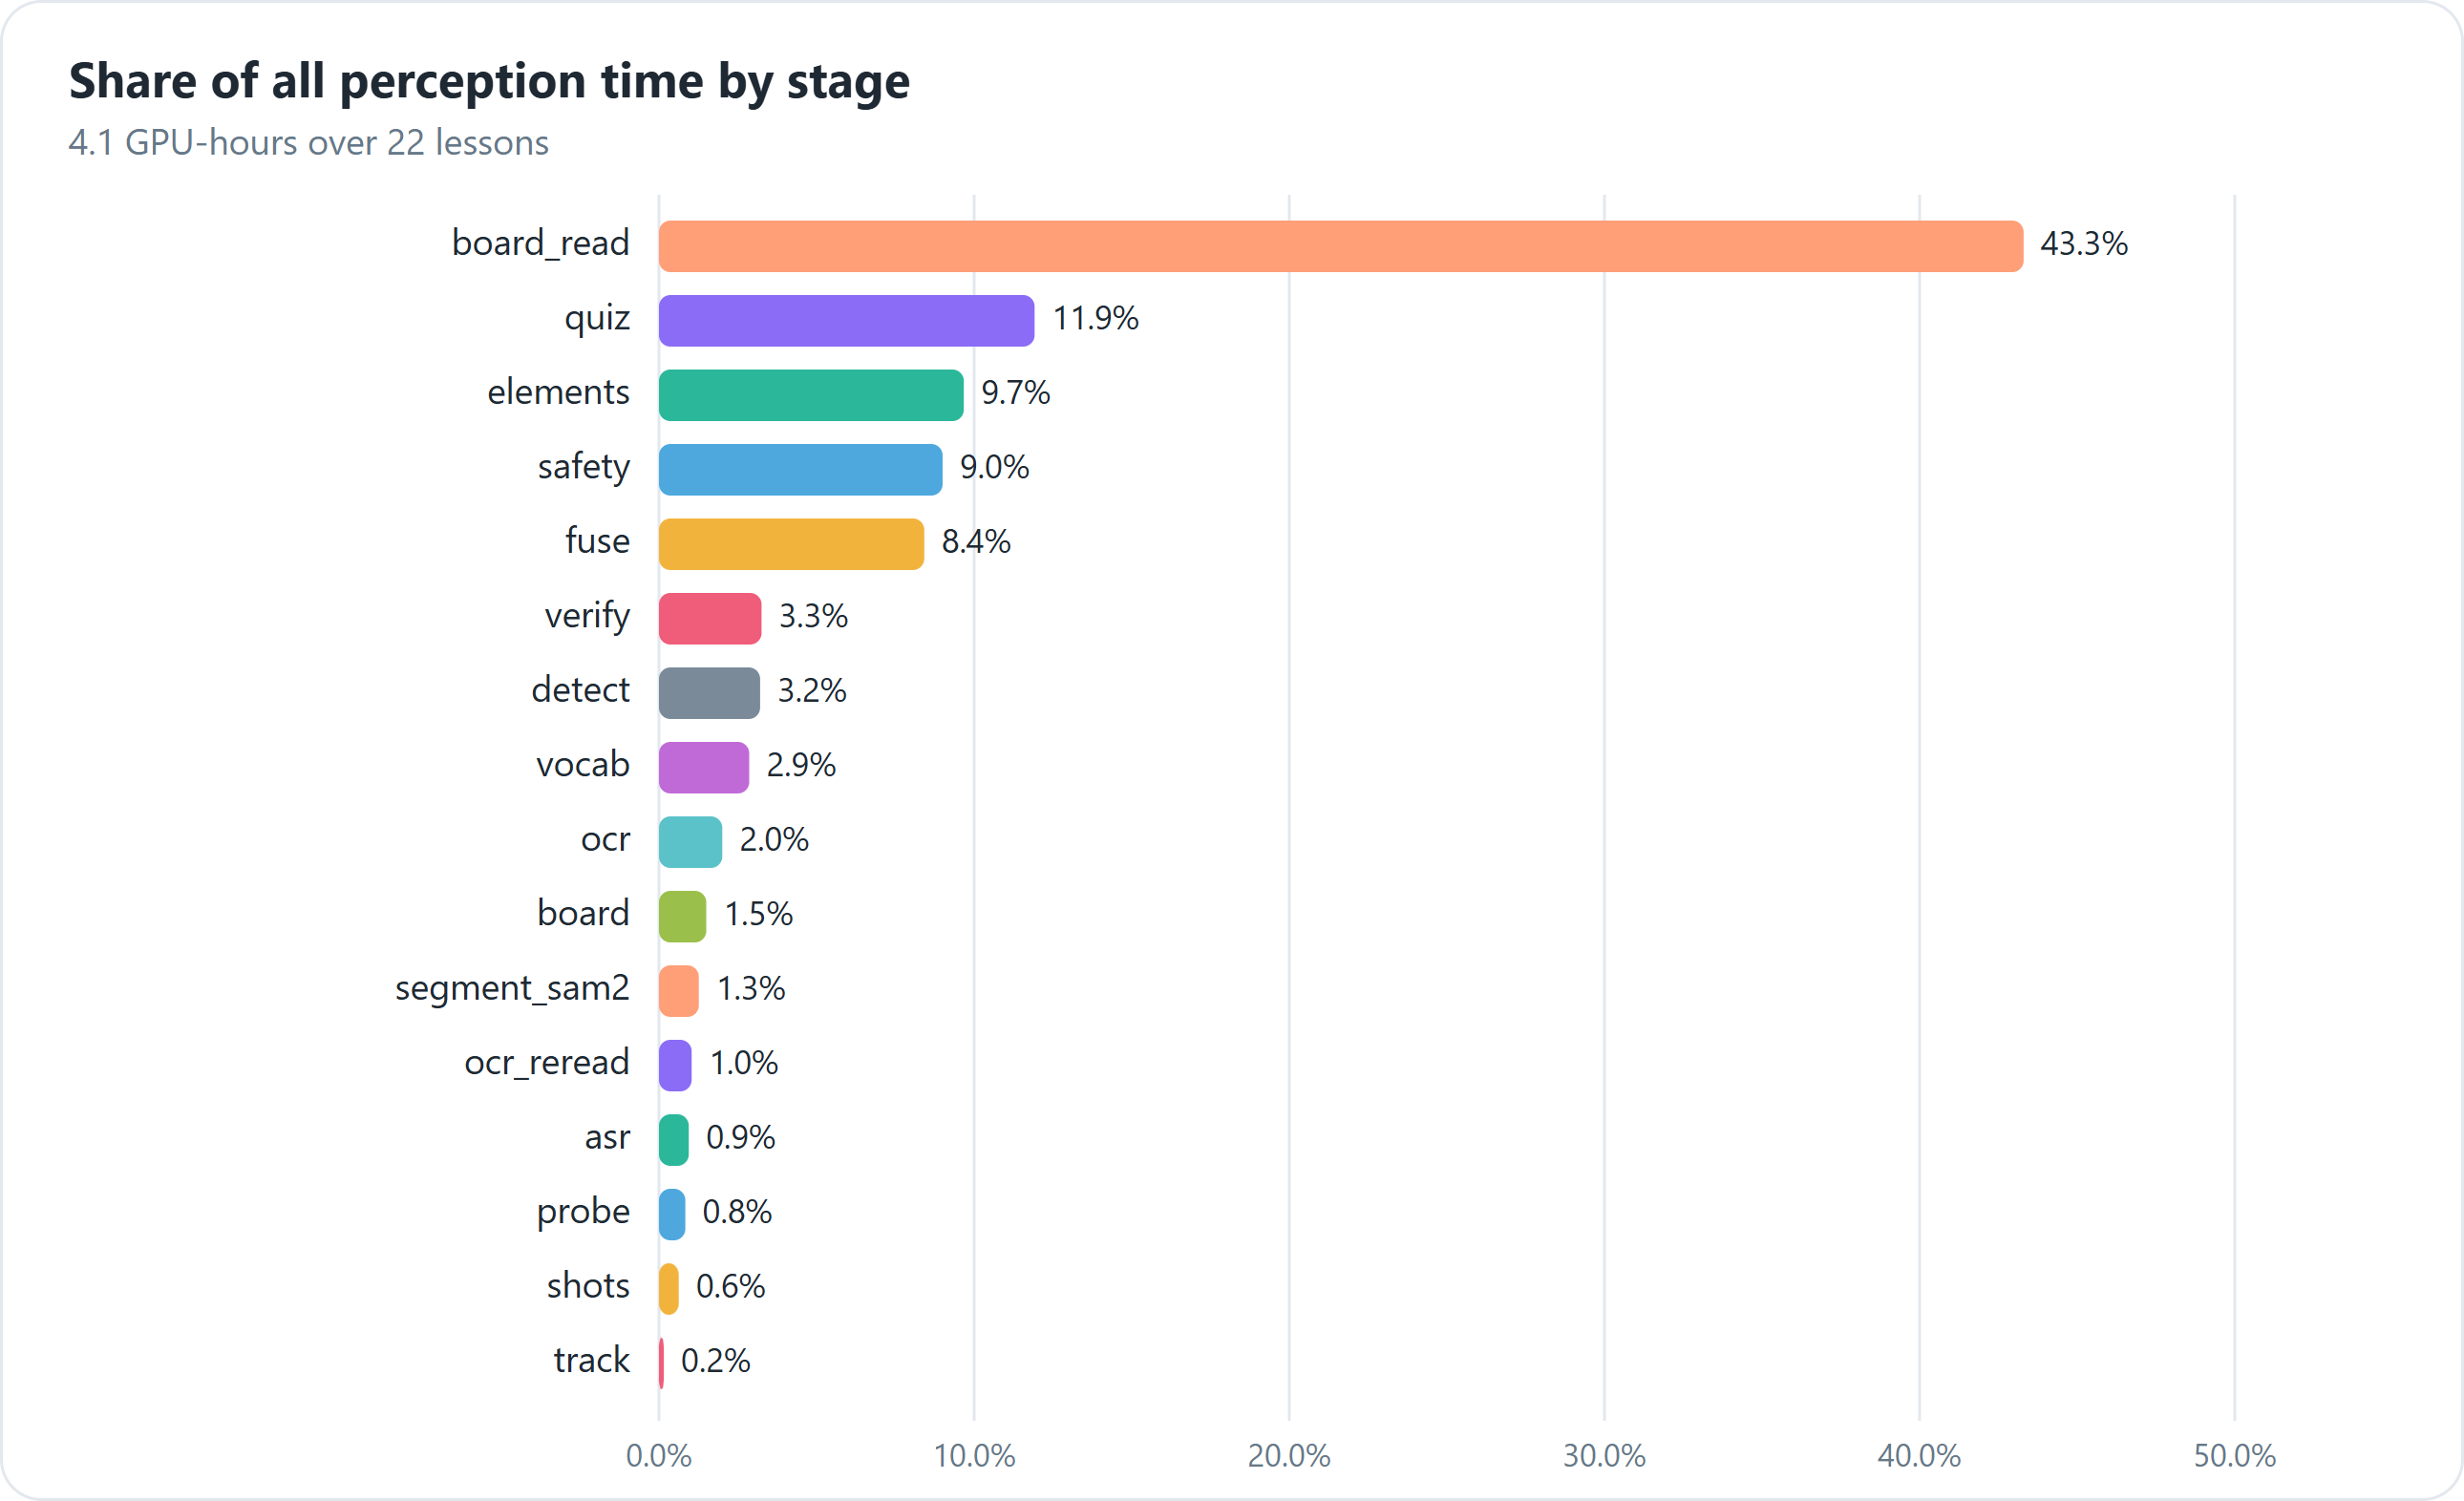 Share of all perception time by stage
4.1 GPU-hours over 22 lessons
board_read 43.3%
quiz 11.9%
elements 9.7%
safety 9.0%
fuse 8.4%
verify 3.3%
detect 3.2%
vocab 2.9%
ocr 2.0%
board 1.5%
segment_sam2 1.3%
ocr_reread 1.0%
asr 0.9%
probe 0.8%
shots 0.6%
track 0.2%
0.0% 10.0% 20.0% 30.0% 40.0% 50.0%